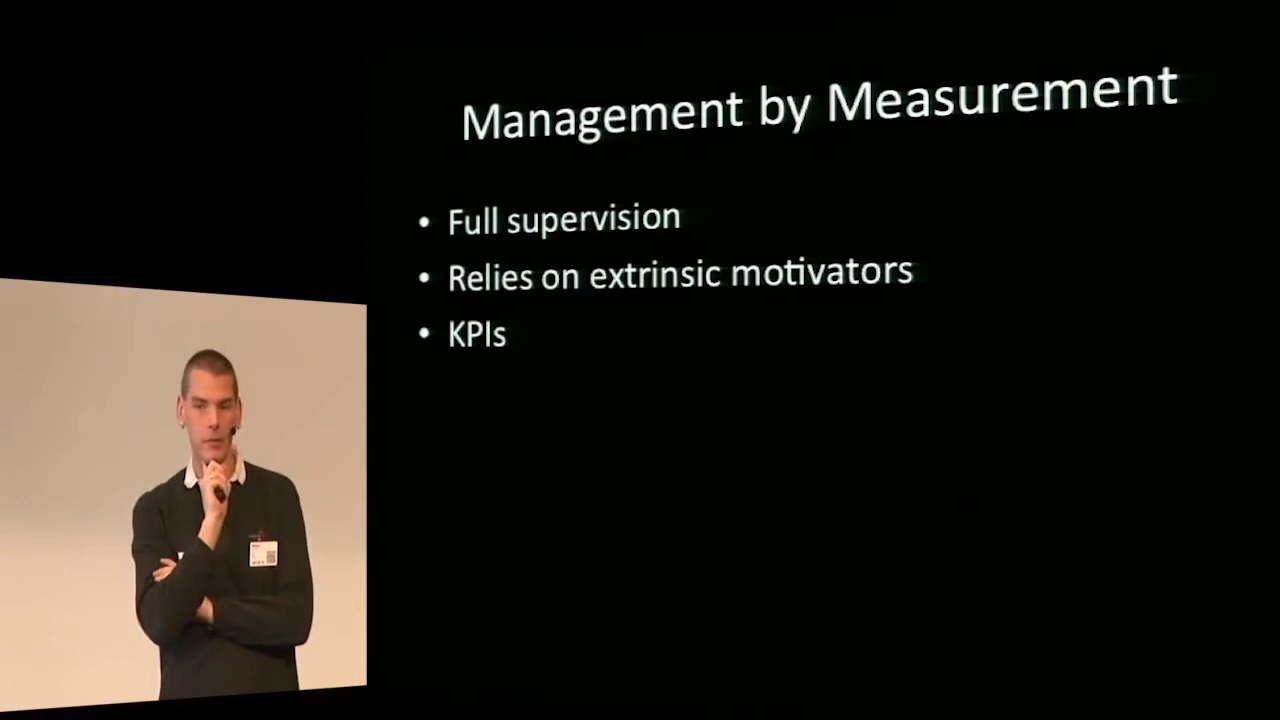 Management by Measurement
• Full supervision
• Relies on extrinsic motivators
• KPIs